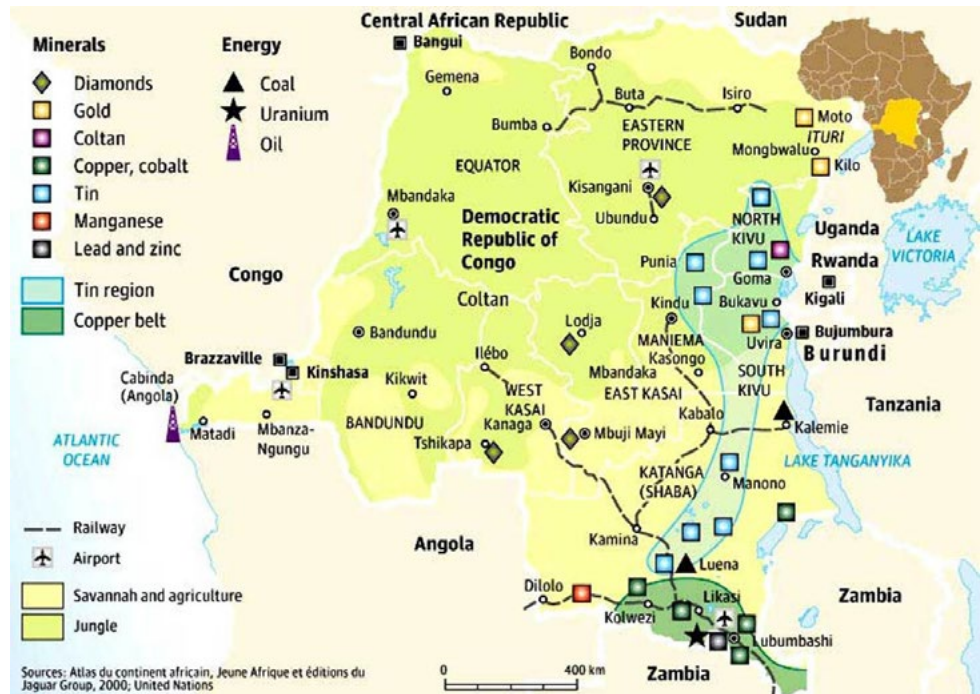 Minerals
Diamonds
Gold
Coltan
Copper, cobalt
Tin
Manganese
Lead and zinc
Tin region
Copper belt
Energy
Coal
Uranium
Oil
Central African Republic
Sudan
Bangui
Gemena
Bondo
Buta
Isiro
Bumba
EASTERN
PROVINCE
Moto
ITURI
Mongbwalu
Kilo
EQUATOR
Kisangani
Mbandaka
Ubundu
Democratic
Republic of
Congo
NORTH
KIVU
Uganda
LAKE
VICTORIA
Congo
Punia
Goma
Rwanda
Kigali
Coltan
Bukavu
Kindu
Lodja
Bandundu
MANIEMA
Uvira
Bujumbura
Burundi
Brazzaville
Kinshasa
Ilébo
Kasongo
Mbandaka
EAST KASAI
SOUTH
KIVU
Cabinda
(Angola)
Kikwit
WEST
KASAI
Kanaga
Tanzania
Matadi
Mbanza-
Ngungu
BANDUNDU
Tshikapa
Mbuji Mayi
Kabalo
Kalemie
ATLANTIC
OCEAN
LAKE TANGANYIKA
KATANGA
(SHABA)
Manono
Railway
Airport
Savannah and agriculture
Jungle
Angola
Kamina
Luena
Dilolo
Kolwezi
Likasi
Lubumbashi
Zambia
Zambia
Sources: Atlas du continent africain, Jeune Afrique et éditions du
Jaguar Group, 2000; United Nations
0 400 km